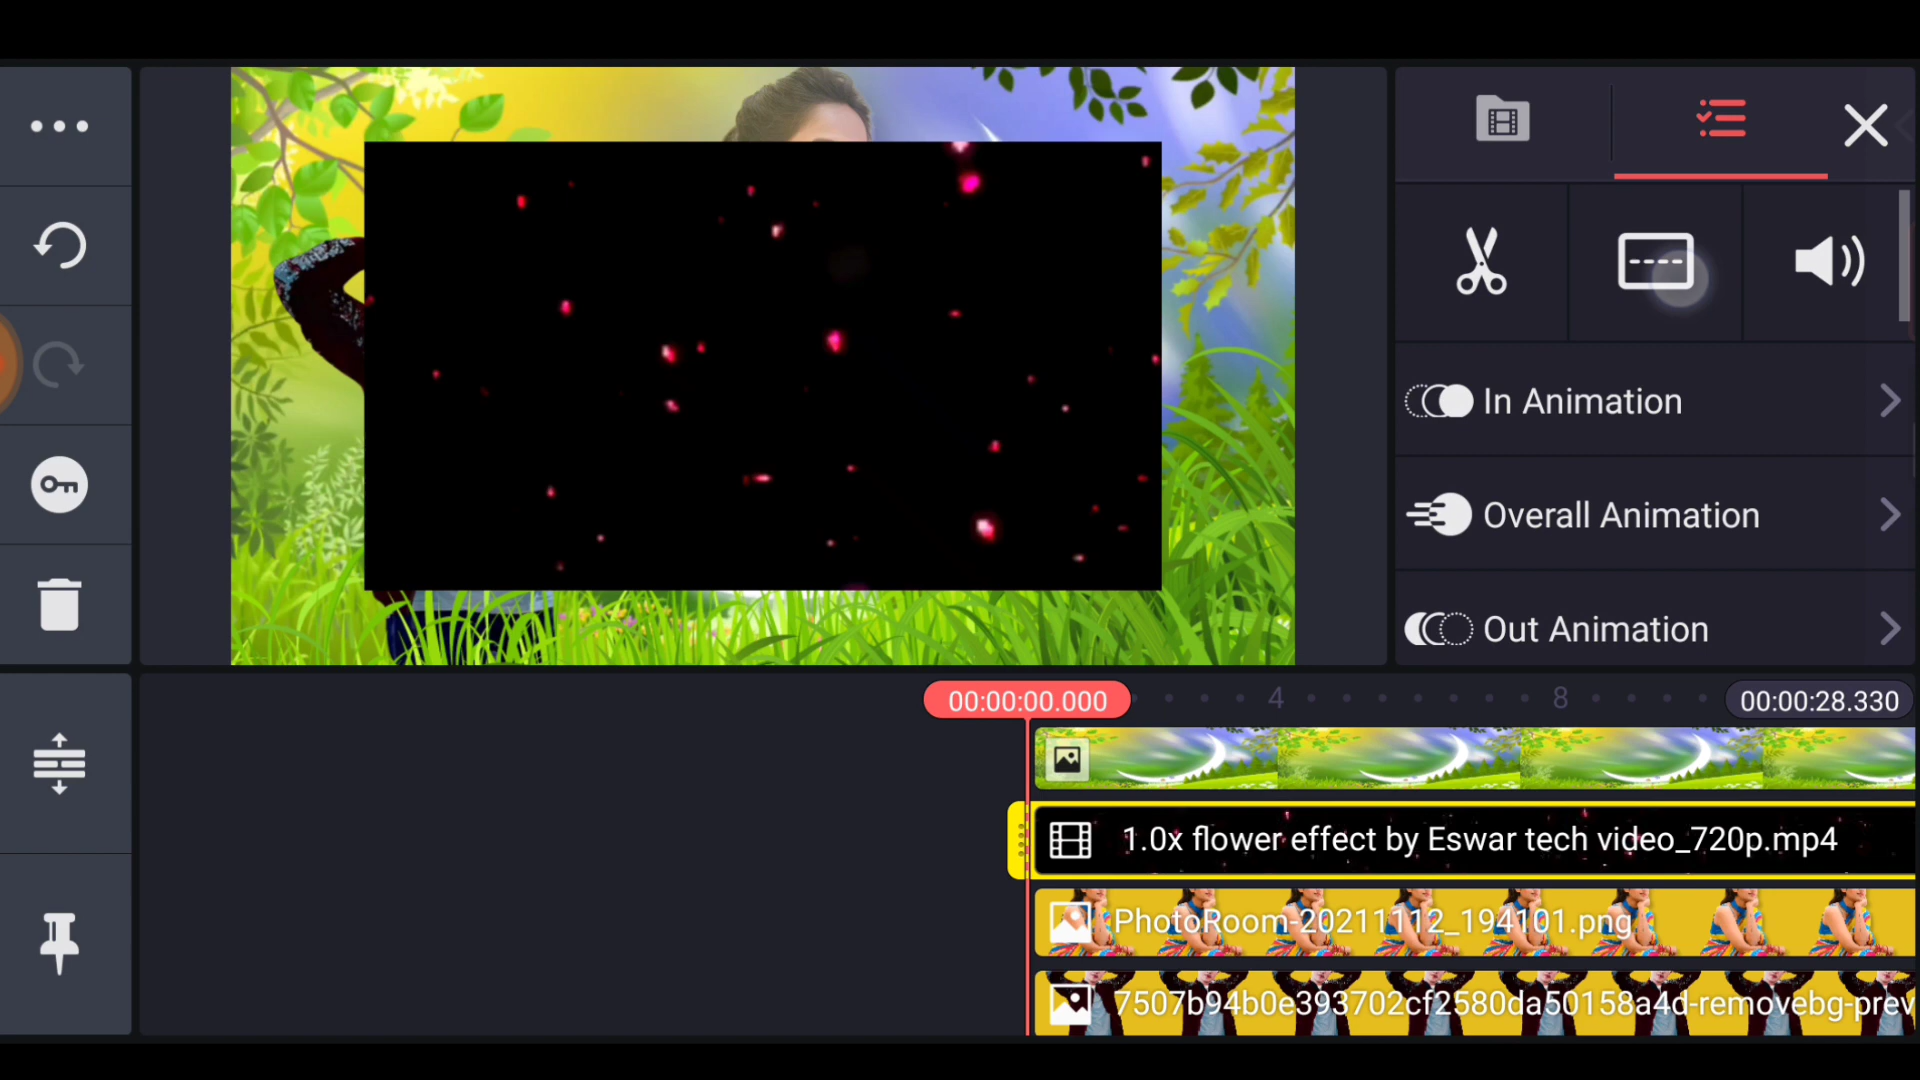 In Animation
Overall Animation
Out Animation
00:00:00.000
4
8
00:00:28.330
1.0x flower effect by Eswar tech video_720p.mp4
PhotoRoom-20211112_194101.png
7507b94b0e393702cf2580da50158a4d-removebg-prev